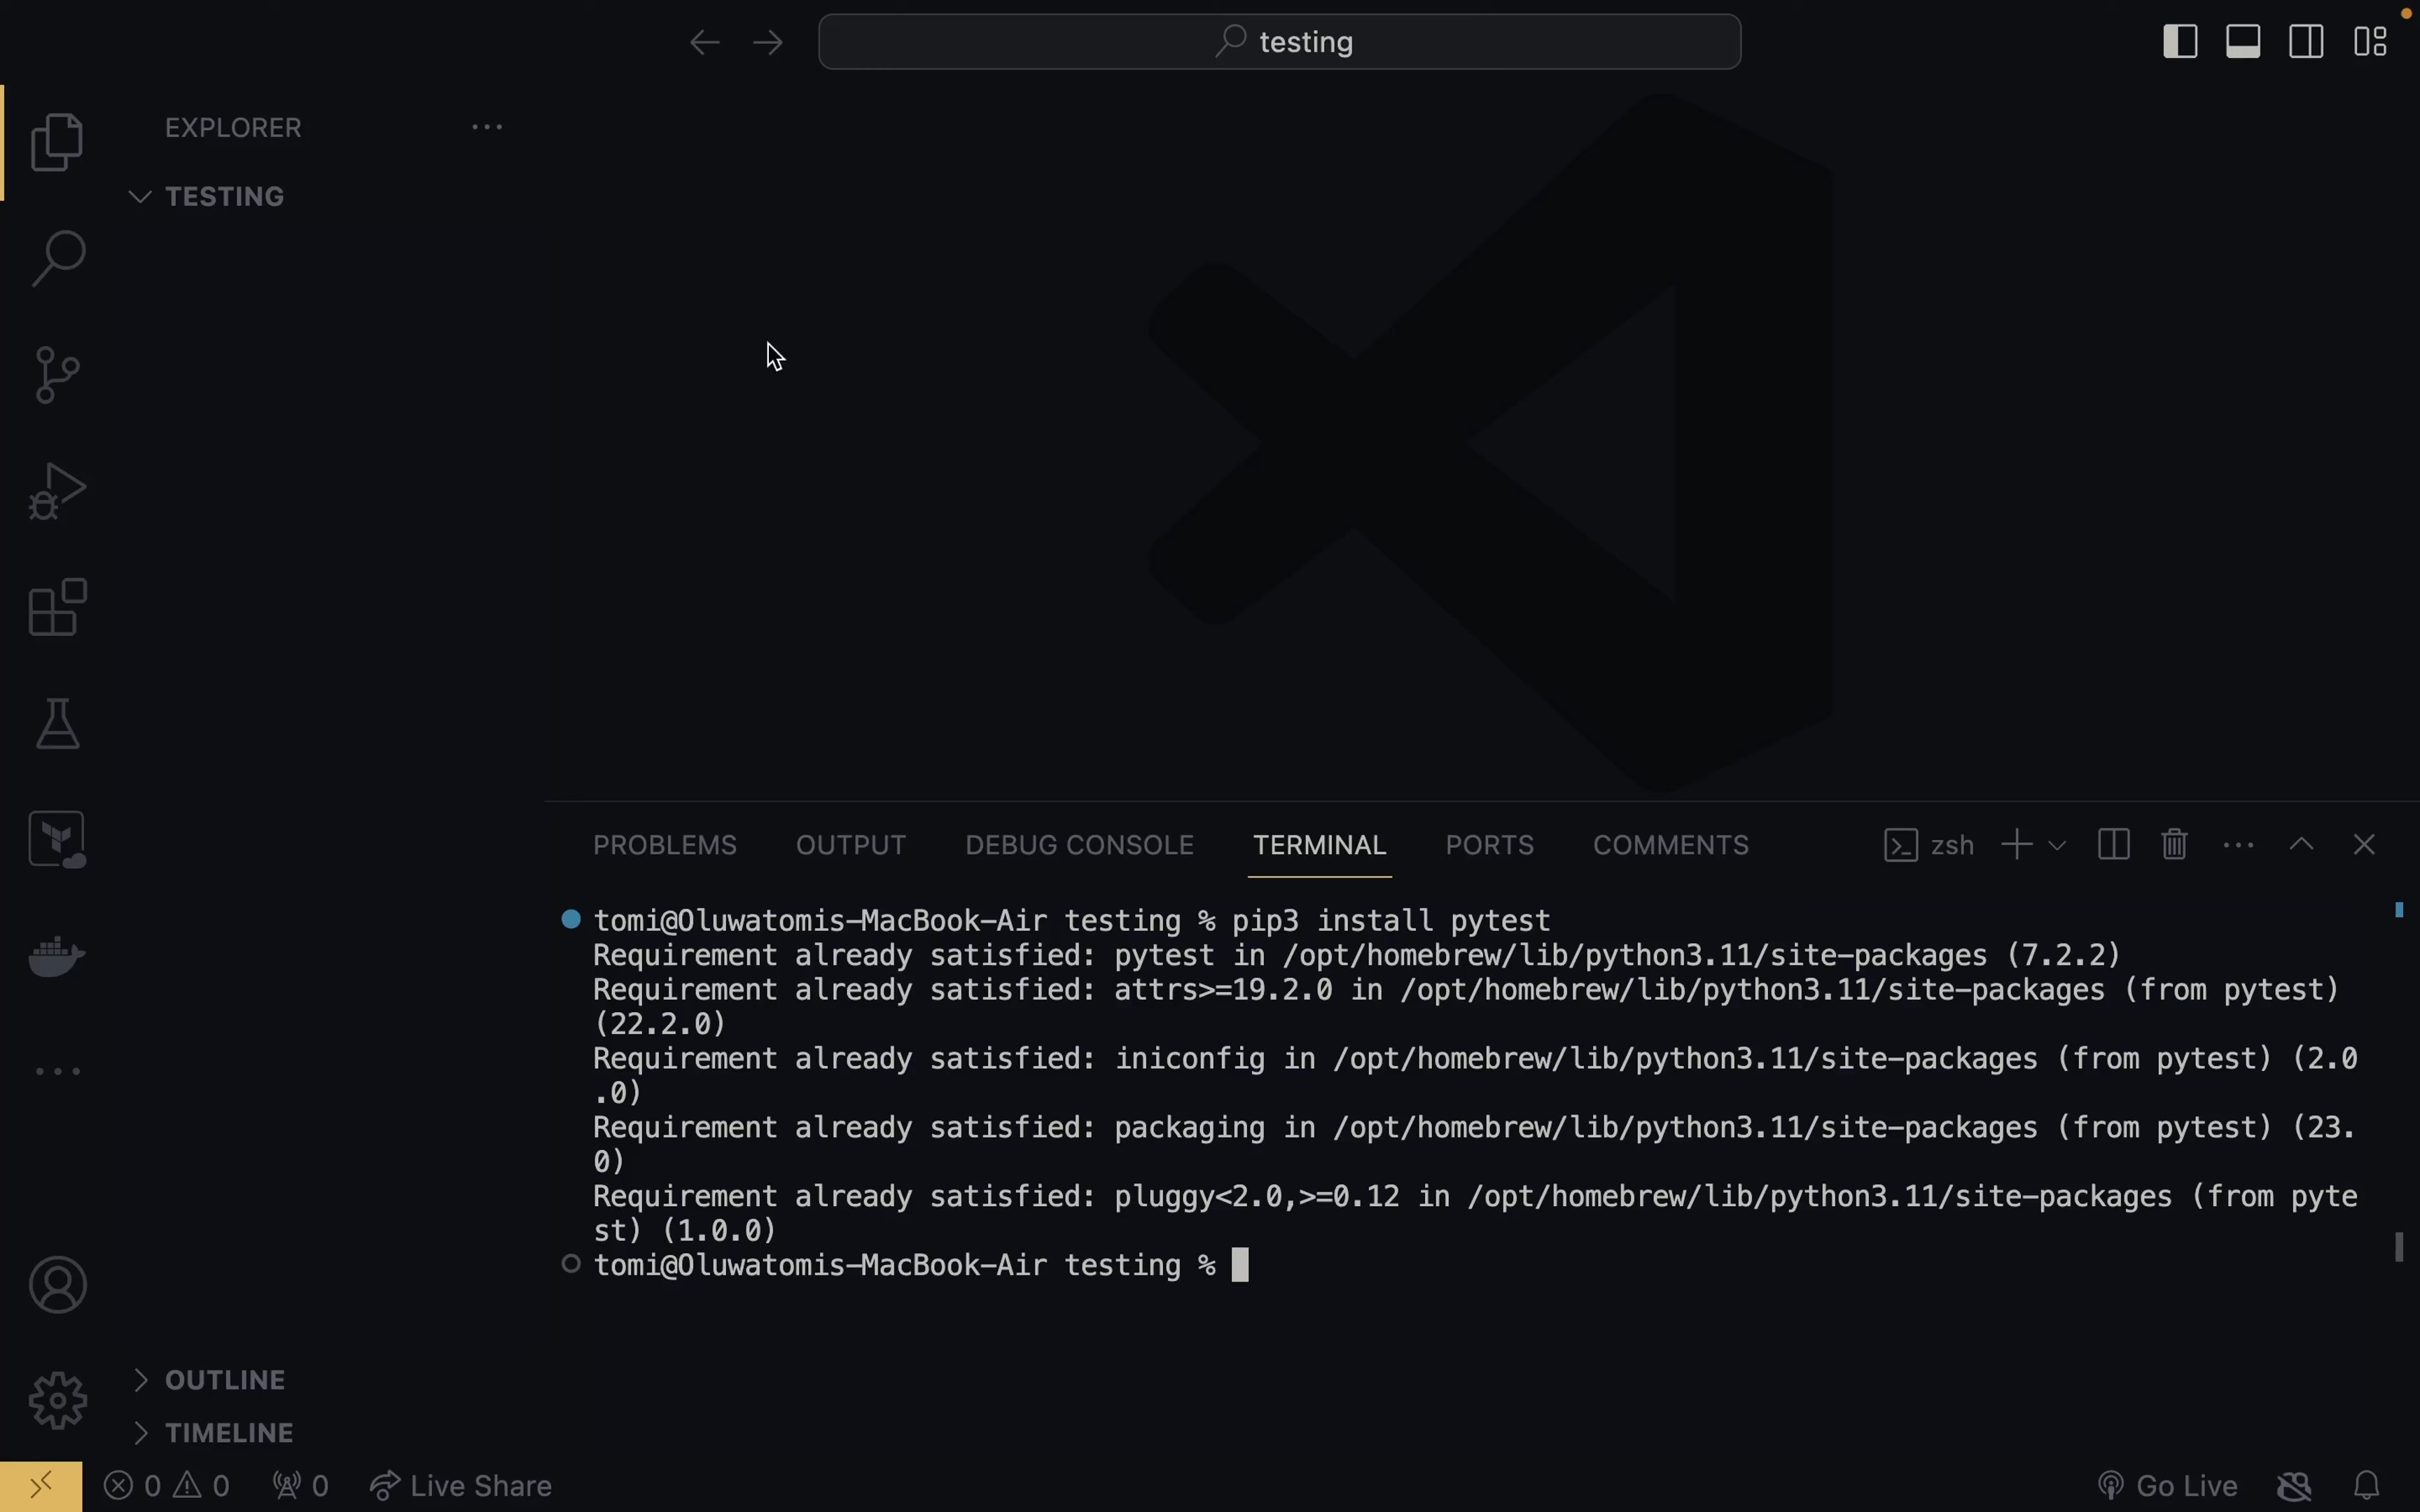 testing
EXPLORER
TESTING
PROBLEMS OUTPUT DEBUG CONSOLE TERMINAL PORTS COMMENTS zsh
tomi@Oluwatomis-MacBook-Air testing % pip3 install pytest
Requirement already satisfied: pytest in /opt/homebrew/lib/python3.11/site-packages (7.2.2)
Requirement already satisfied: attrs>=19.2.0 in /opt/homebrew/lib/python3.11/site-packages (from pytest)
(22.2.0)
Requirement already satisfied: iniconfig in /opt/homebrew/lib/python3.11/site-packages (from pytest) (2.0
.0)
Requirement already satisfied: packaging in /opt/homebrew/lib/python3.11/site-packages (from pytest) (23.
0)
Requirement already satisfied: pluggy<2.0,>=0.12 in /opt/homebrew/lib/python3.11/site-packages (from pyte
st) (1.0.0)
tomi@Oluwatomis-MacBook-Air testing %
OUTLINE
TIMELINE
0 0 0 Live Share Go Live